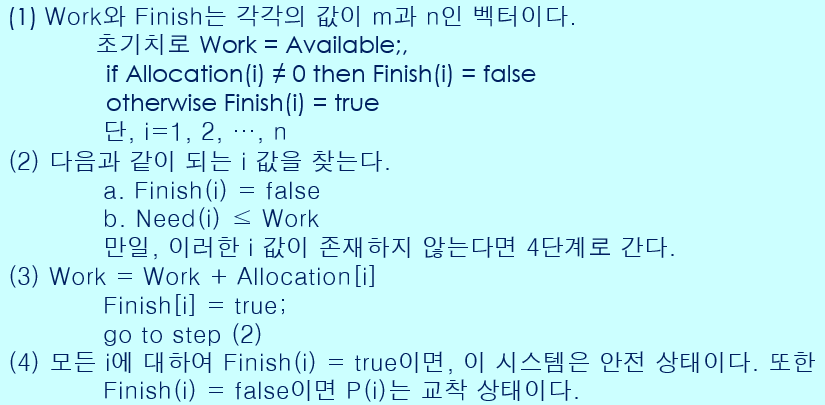 (1) Work와 Finish는 각각의 값이 m과 n인 벡터이다.
초기치로 Work = Available;,
if Allocation(i) ≠ 0 then Finish(i) = false
otherwise Finish(i) = true
단, i=1, 2, ⋯, n
(2) 다음과 같이 되는 i 값을 찾는다.
a. Finish(i) = false
b. Need(i) ≤ Work
만일, 이러한 i 값이 존재하지 않는다면 4단계로 간다.
(3) Work = Work + Allocation[i]
Finish[i] = true;
go to step (2)
(4) 모든 i에 대하여 Finish(i) = true이면, 이 시스템은 안전 상태이다. 또한
Finish(i) = false이면 P(i)는 교착 상태이다.